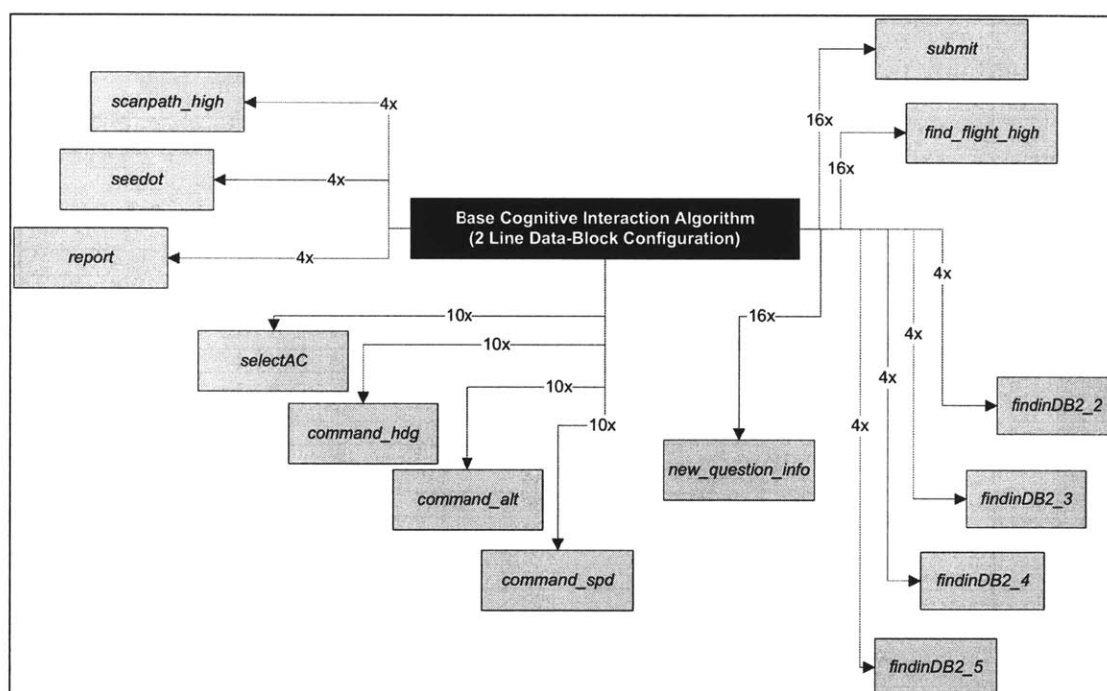 submit
scanpath_high
4x
16x
find_flight_high
seedot
4x
16x
Base Cognitive Interaction Algorithm
(2 Line Data-Block Configuration)
report
4x
4x
10x
16x
4x
selectAC
10x
4x
10x
4x
findinDB2_2
command_hdg
10x
new_question_info
command_alt
findinDB2_3
command_spd
findinDB2_4
findinDB2_5